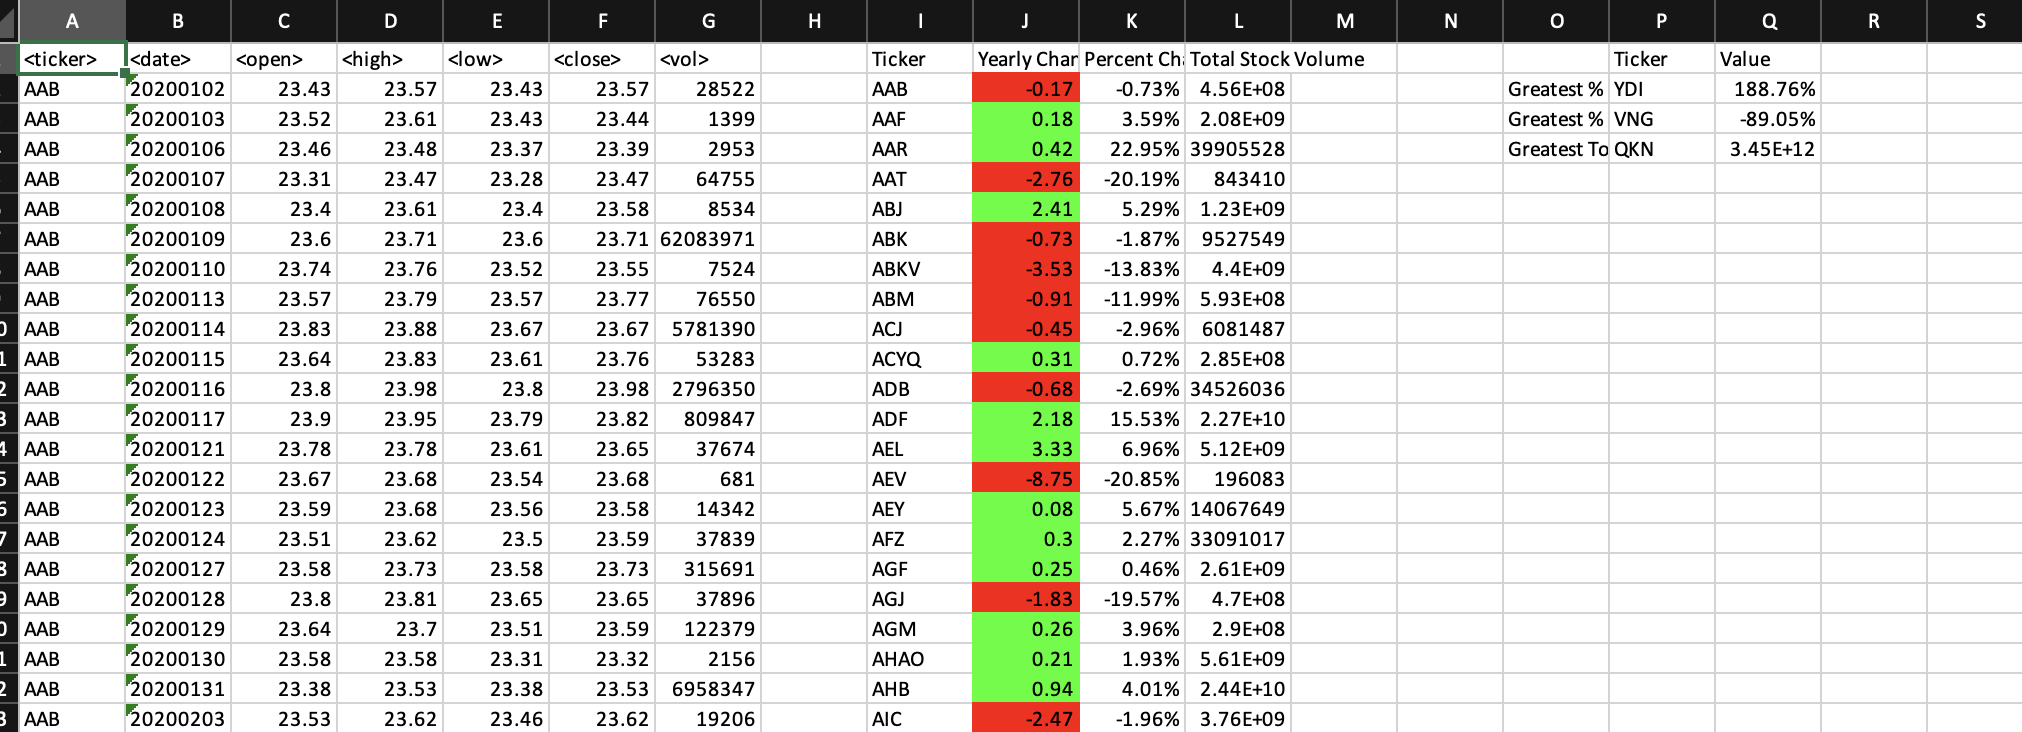 A B C D E F G H I J K L M N O P Q R S
<ticker> <date> <open> <high> <low> <close> <vol> Ticker Yearly Char Percent Ch Total Stock Volume Ticker Value
AAB 20200102 23.43 23.57 23.43 23.57 28522 AAB -0.17 -0.73% 4.56E+08 Greatest % YDI 188.76%
AAB 20200103 23.52 23.61 23.43 23.44 1399 AAF 0.18 3.59% 2.08E+09 Greatest % VNG -89.05%
AAB 20200106 23.46 23.48 23.37 23.39 2953 AAR 0.42 22.95% 39905528 Greatest To QKN 3.45E+12
AAB 20200107 23.31 23.47 23.28 23.47 64755 AAT -2.76 -20.19% 843410
AAB 20200108 23.4 23.61 23.4 23.58 8534 ABJ 2.41 5.29% 1.23E+09
AAB 20200109 23.6 23.71 23.6 23.71 62083971 ABK -0.73 -1.87% 9527549
AAB 20200110 23.74 23.76 23.52 23.55 7524 ABKV -3.53 -13.83% 4.4E+09
AAB 20200113 23.57 23.79 23.57 23.77 76550 ABM -0.91 -11.99% 5.93E+08
0 AAB 20200114 23.83 23.88 23.67 23.67 5781390 ACJ -0.45 -2.96% 6081487
1 AAB 20200115 23.64 23.83 23.61 23.76 53283 ACYQ 0.31 0.72% 2.85E+08
2 AAB 20200116 23.8 23.98 23.8 23.98 2796350 ADB -0.68 -2.69% 34526036
3 AAB 20200117 23.9 23.95 23.79 23.82 809847 ADF 2.18 15.53% 2.27E+10
4 AAB 20200121 23.78 23.78 23.61 23.65 37674 AEL 3.33 6.96% 5.12E+09
5 AAB 20200122 23.67 23.68 23.54 23.68 681 AEV -8.75 -20.85% 196083
6 AAB 20200123 23.59 23.68 23.56 23.58 14342 AEY 0.08 5.67% 14067649
7 AAB 20200124 23.51 23.62 23.5 23.59 37839 AFZ 0.3 2.27% 33091017
8 AAB 20200127 23.58 23.73 23.58 23.73 315691 AGF 0.25 0.46% 2.61E+09
9 AAB 20200128 23.8 23.81 23.65 23.65 37896 AGJ -1.83 -19.57% 4.7E+08
0 AAB 20200129 23.64 23.7 23.51 23.59 122379 AGM 0.26 3.96% 2.9E+08
1 AAB 20200130 23.58 23.58 23.31 23.32 2156 AHAO 0.21 1.93% 5.61E+09
2 AAB 20200131 23.38 23.53 23.38 23.53 6958347 AHB 0.94 4.01% 2.44E+10
3 AAB 20200203 23.53 23.62 23.46 23.62 19206 AIC -2.47 -1.96% 3.76E+09